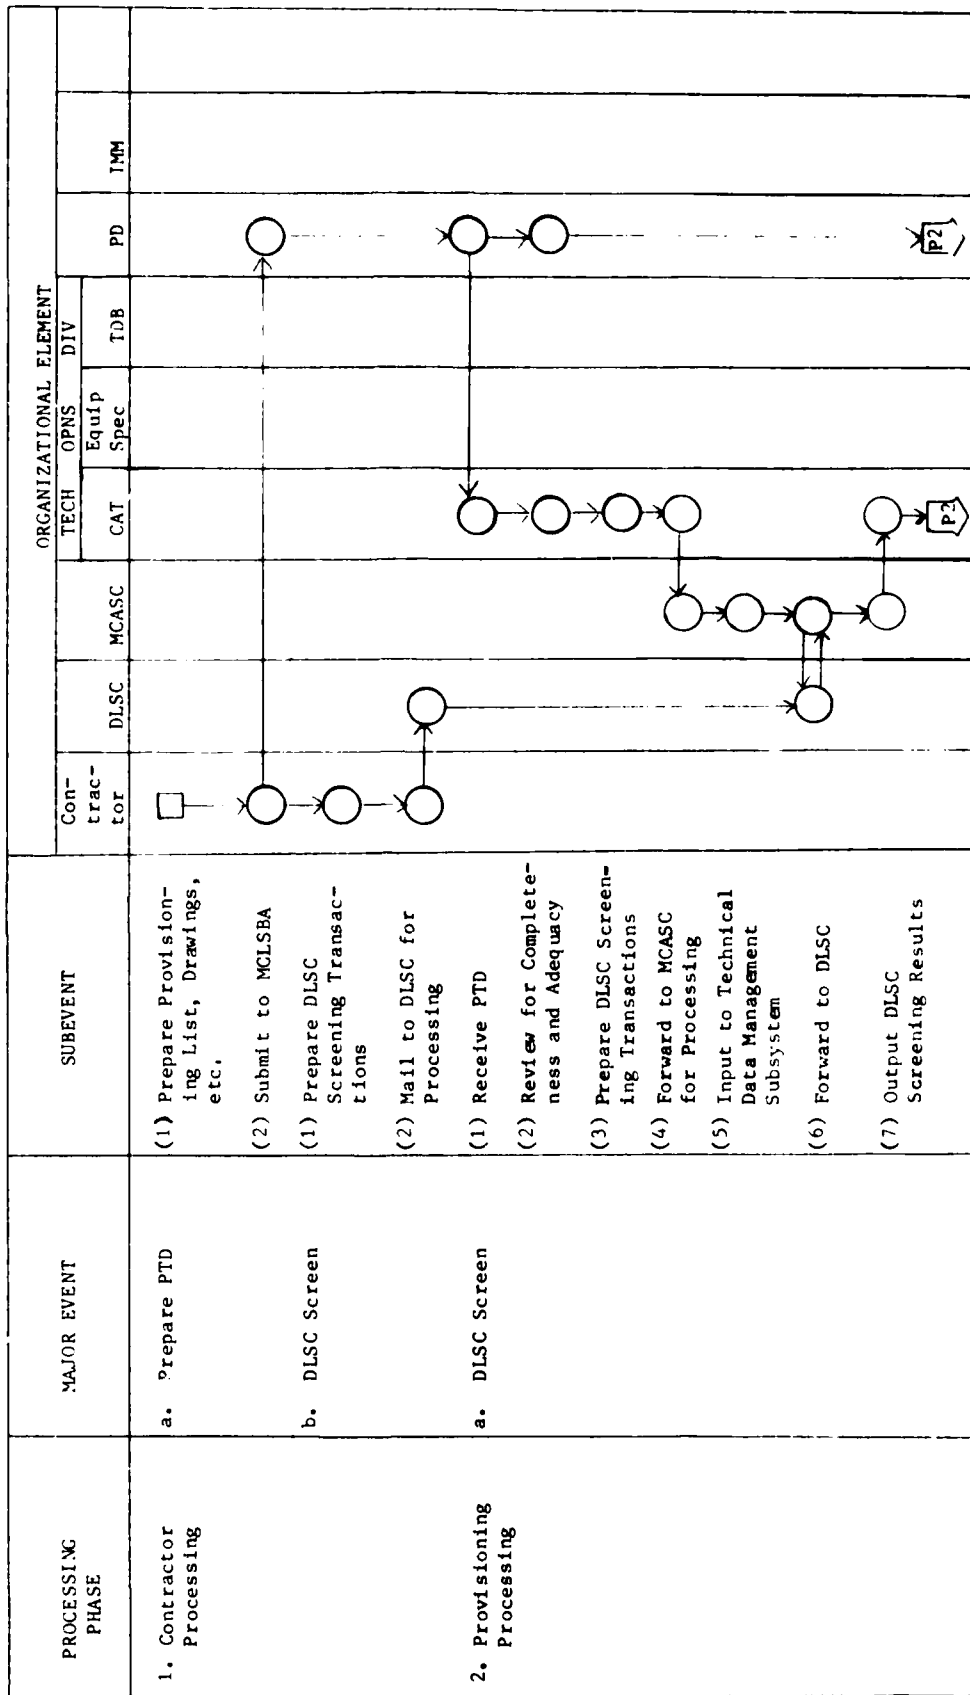 ORGANIZATIONAL ELEMENT
PROCESSING
PHASE
MAJOR EVENT
SUBEVENT
Con-
trac-
tor
DLSC
MCASC
TECH OPNS DIV
CAT
Equip
Spec
TDB
PD
IMM
1. Contractor
Processing
a. Prepare PTD
(1) Prepare Provision-
ing List, Drawings,
etc.
(2) Submit to MCLSBA
b. DLSC Screen
(1) Prepare DLSC
Screening Transac-
tions
(2) Mail to DLSC for
Processing
2. Provisioning
Processing
a. DLSC Screen
(1) Receive PTD
(2) Review for Complete-
ness and Adequacy
(3) Prepare DLSC Screen-
ing Transactions
(4) Forward to MCASC
for Processing
(5) Input to Technical
Data Management
Subsystem
(6) Forward to DLSC
(7) Output DLSC
Screening Results
P2
P2